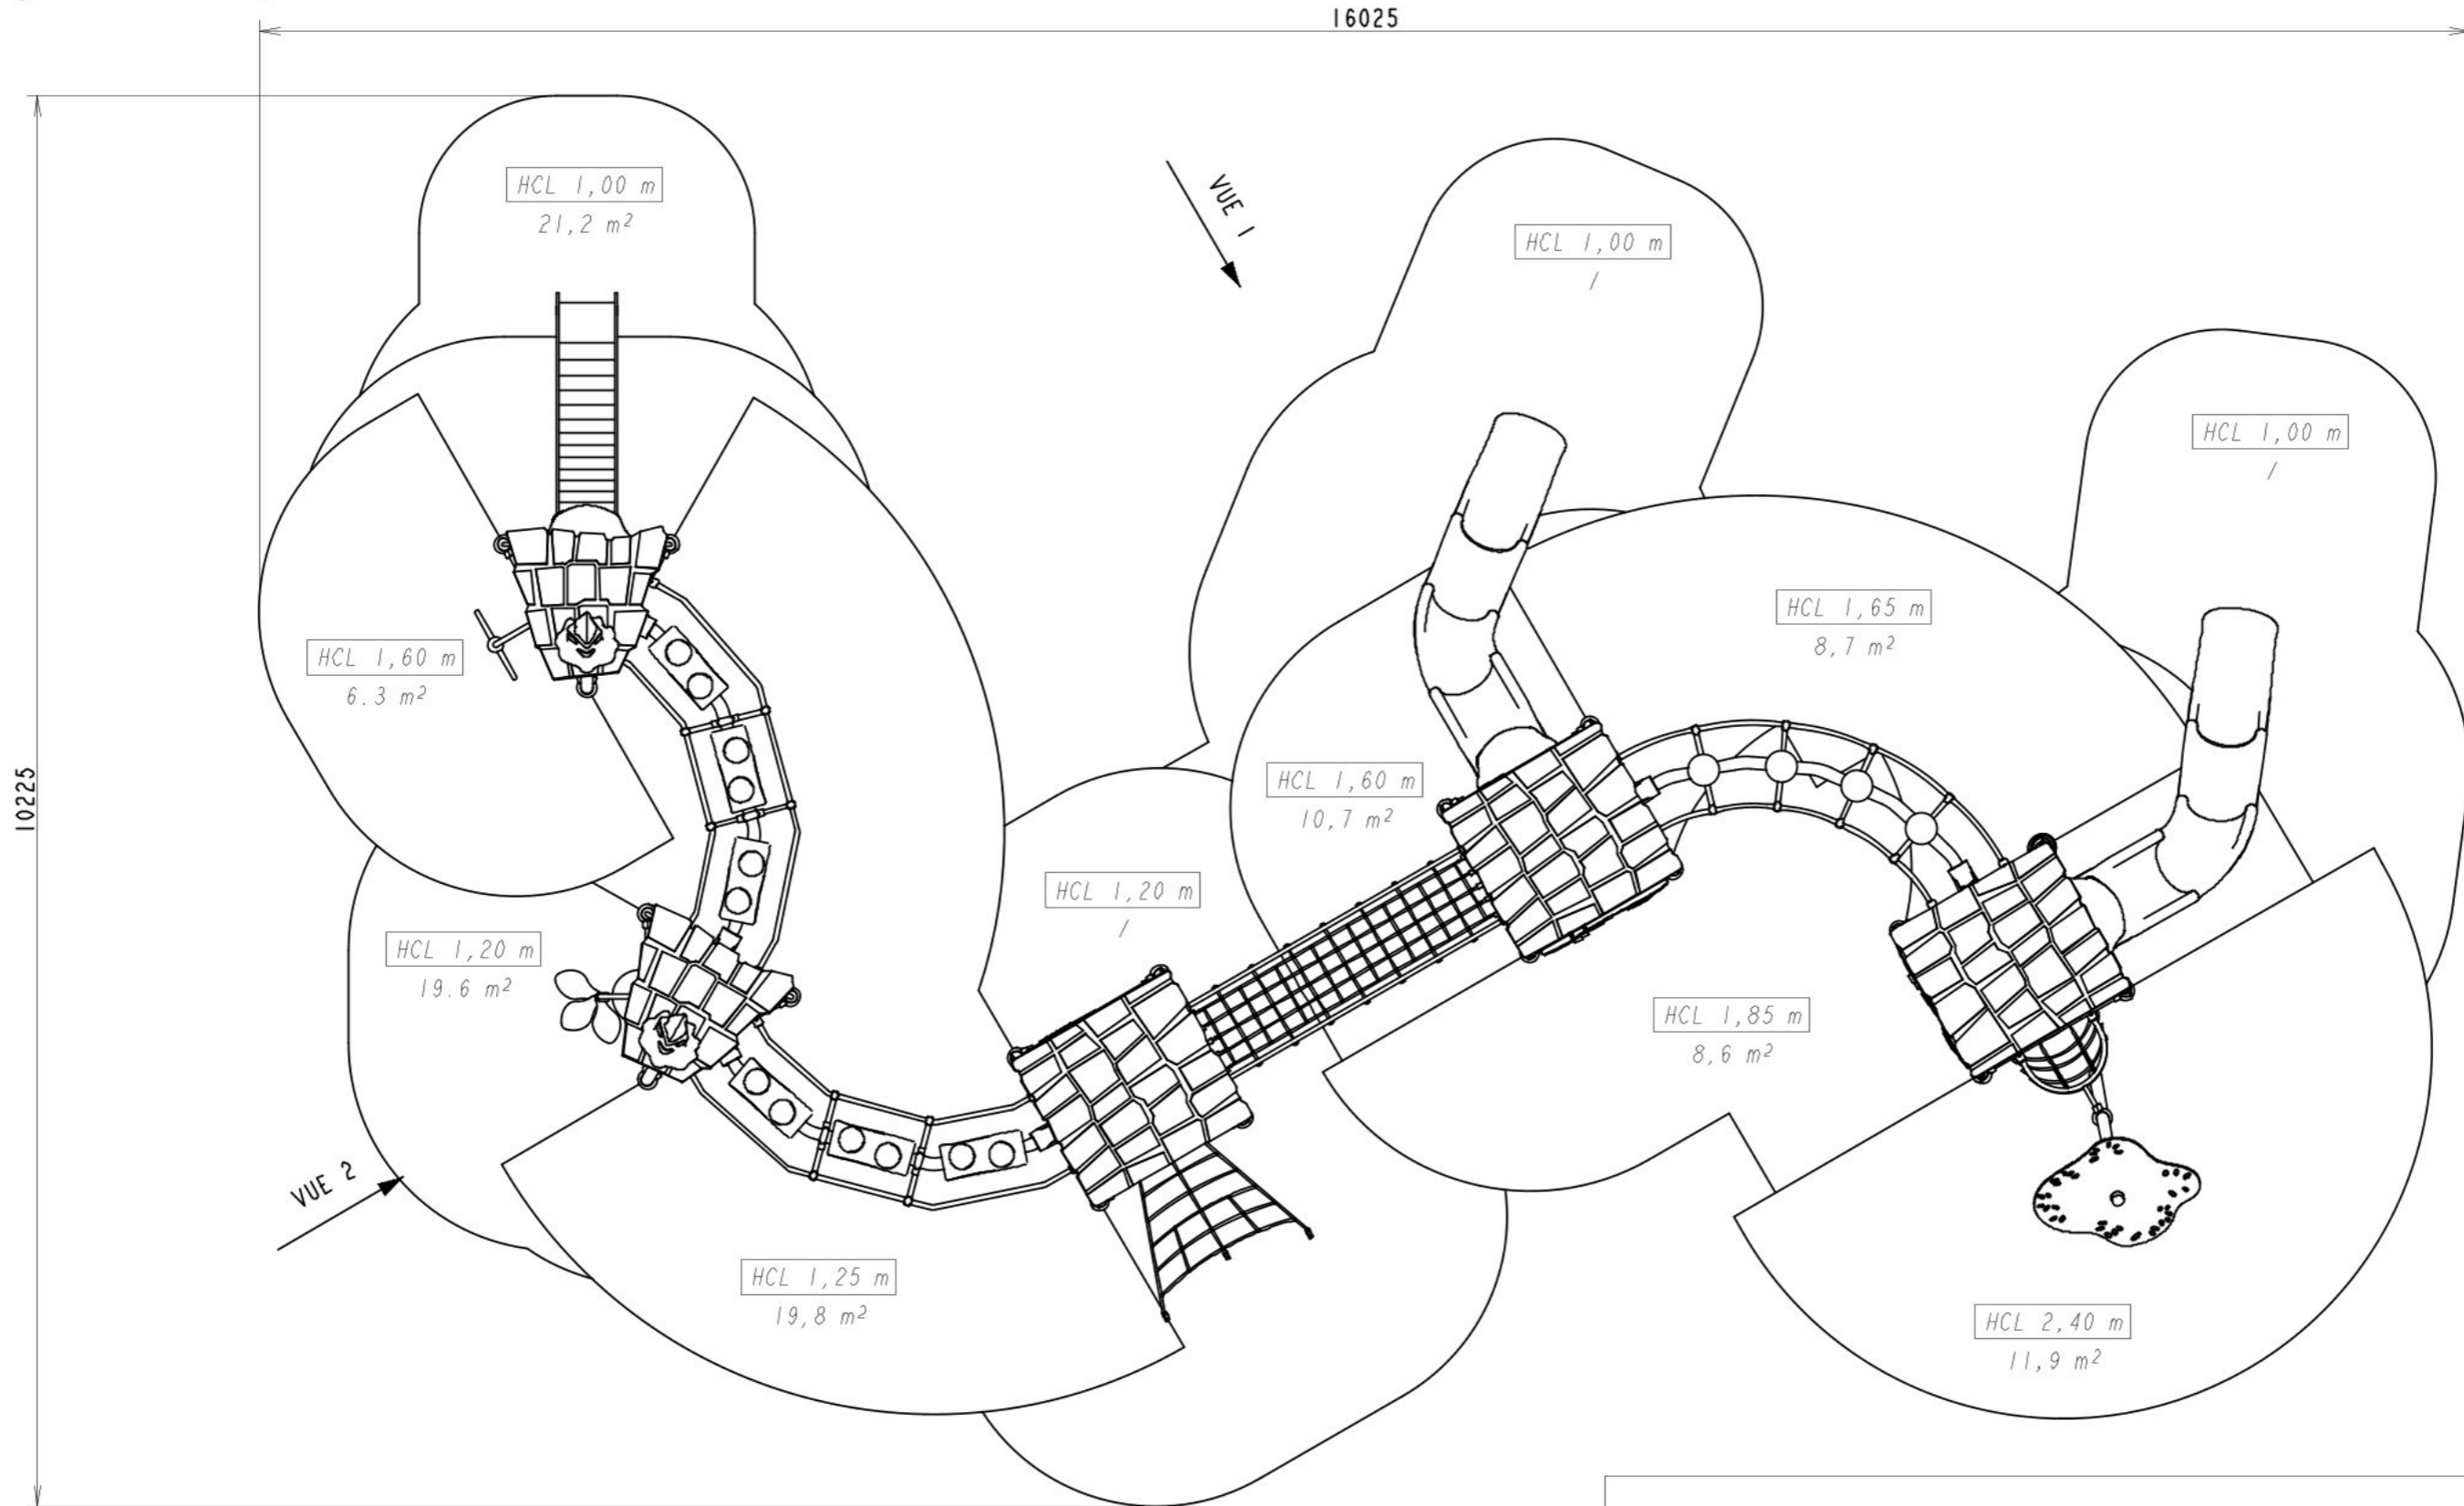 16025
HCL 1,00 m
21,2 m²
VUE 1
HCL 1,00 m
/
HCL 1,00 m
/
HCL 1,65 m
8,7 m²
HCL 1,60 m
6.3 m²
10225
HCL 1,60 m
10,7 m²
HCL 1,20 m
/
HCL 1,20 m
19.6 m²
HCL 1,85 m
8,6 m²
VUE 2
HCL 1,25 m
19,8 m²
HCL 2,40 m
11,9 m²